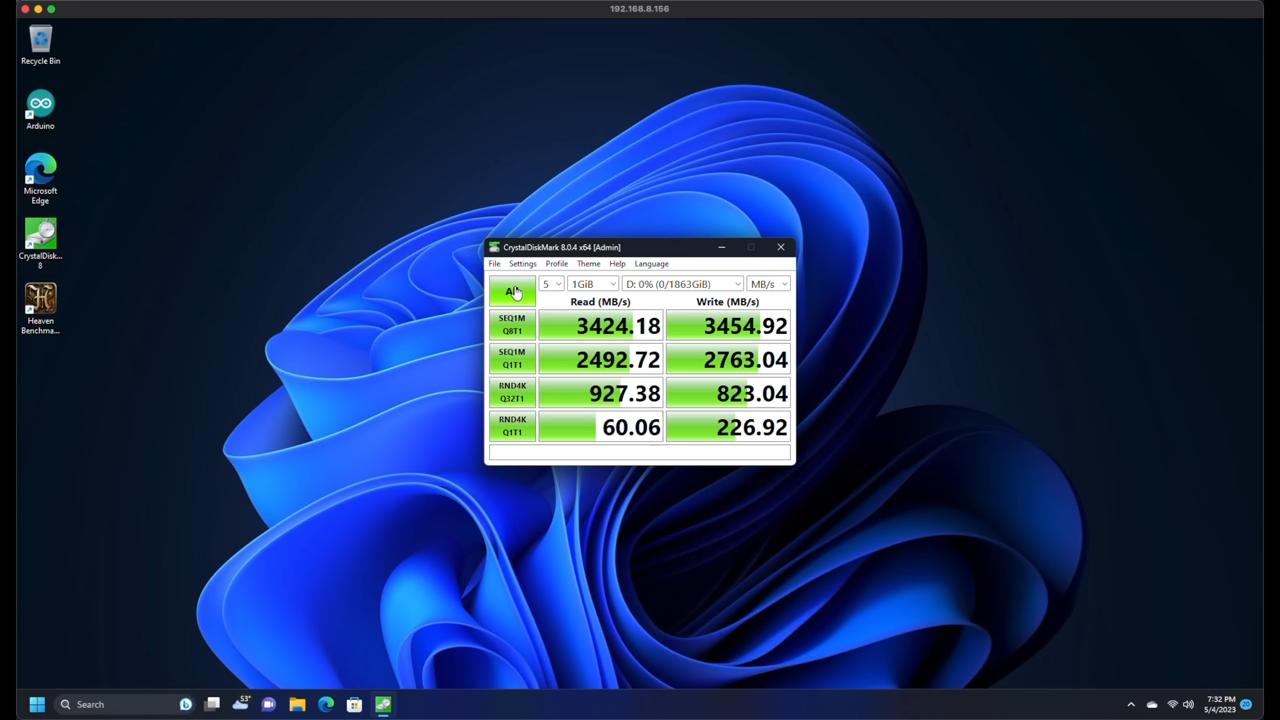 192.168.8.156
Recycle Bin
Arduino
Microsoft
Edge
CrystalDisk...
8
Heaven
Benchma...
CrystalDiskMark 8.0.4 x64 [Admin]
File Settings Profile Theme Help Language
5 1GiB D: 0% (0/1863GiB) MB/s
Read (MB/s) Write (MB/s)
SEQ1M
Q8T1
3424.18 3454.92
SEQ1M
Q1T1
2492.72 2763.04
RND4K
Q32T1
927.38 823.04
RND4K
Q1T1
60.06 226.92
Search
53°
7:32 PM
5/4/2023
20